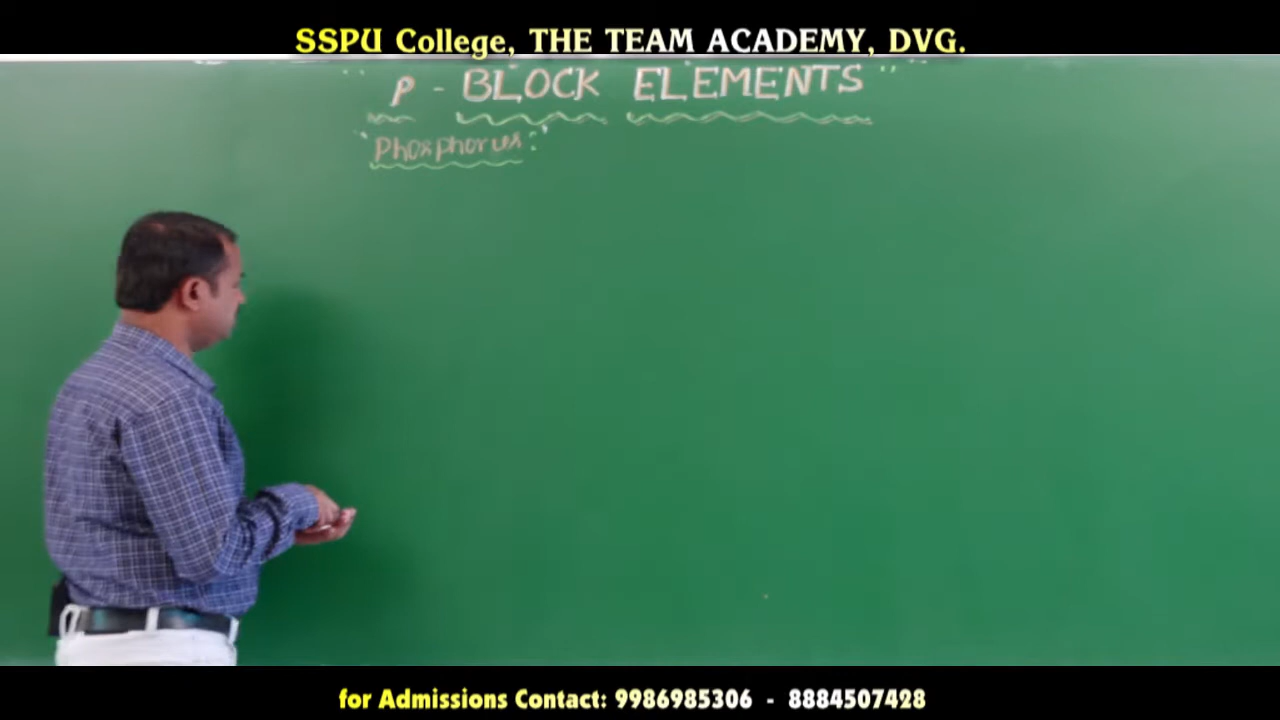 SSPU College, THE TEAM ACADEMY, DVG.
" P - BLOCK ELEMENTS "
"Phosphorus:"
for Admissions Contact: 9986985306 - 8884507428